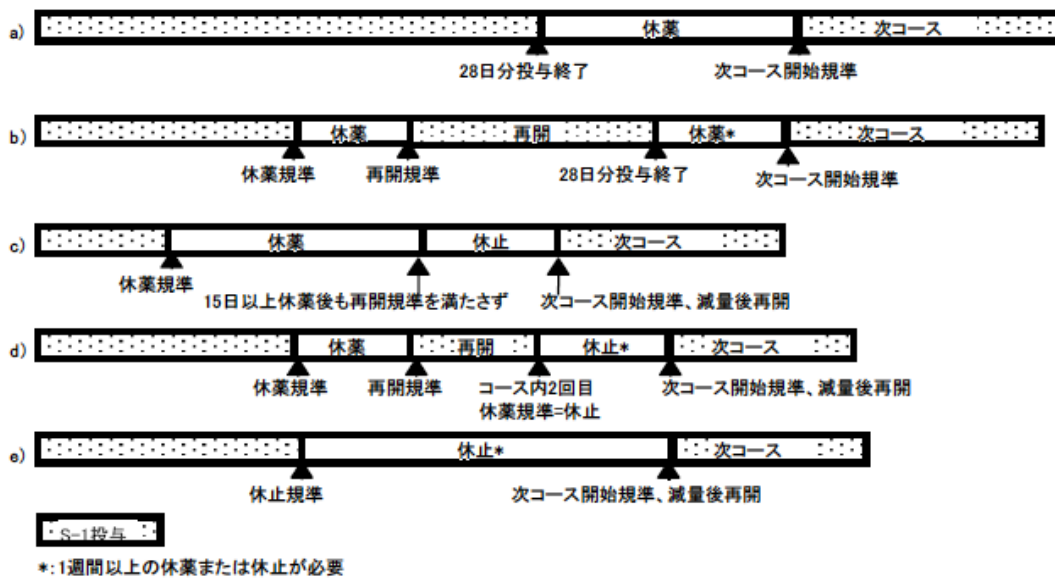 a) 休薬 次コース
28日分投与終了 次コース開始規準
b) 休薬 再開 休薬* 次コース
休薬規準 再開規準 28日分投与終了 次コース開始規準
c) 休薬 休止 次コース
休薬規準 15日以上休薬後も再開規準を満たさず 次コース開始規準、減量後再開
d) 休薬 再開 休止* 次コース
休薬規準 再開規準 コース内2回目 次コース開始規準、減量後再開
休薬規準=休止
e) 休止* 次コース
休止規準 次コース開始規準、減量後再開
S-1投与
*:1週間以上の休薬または休止が必要